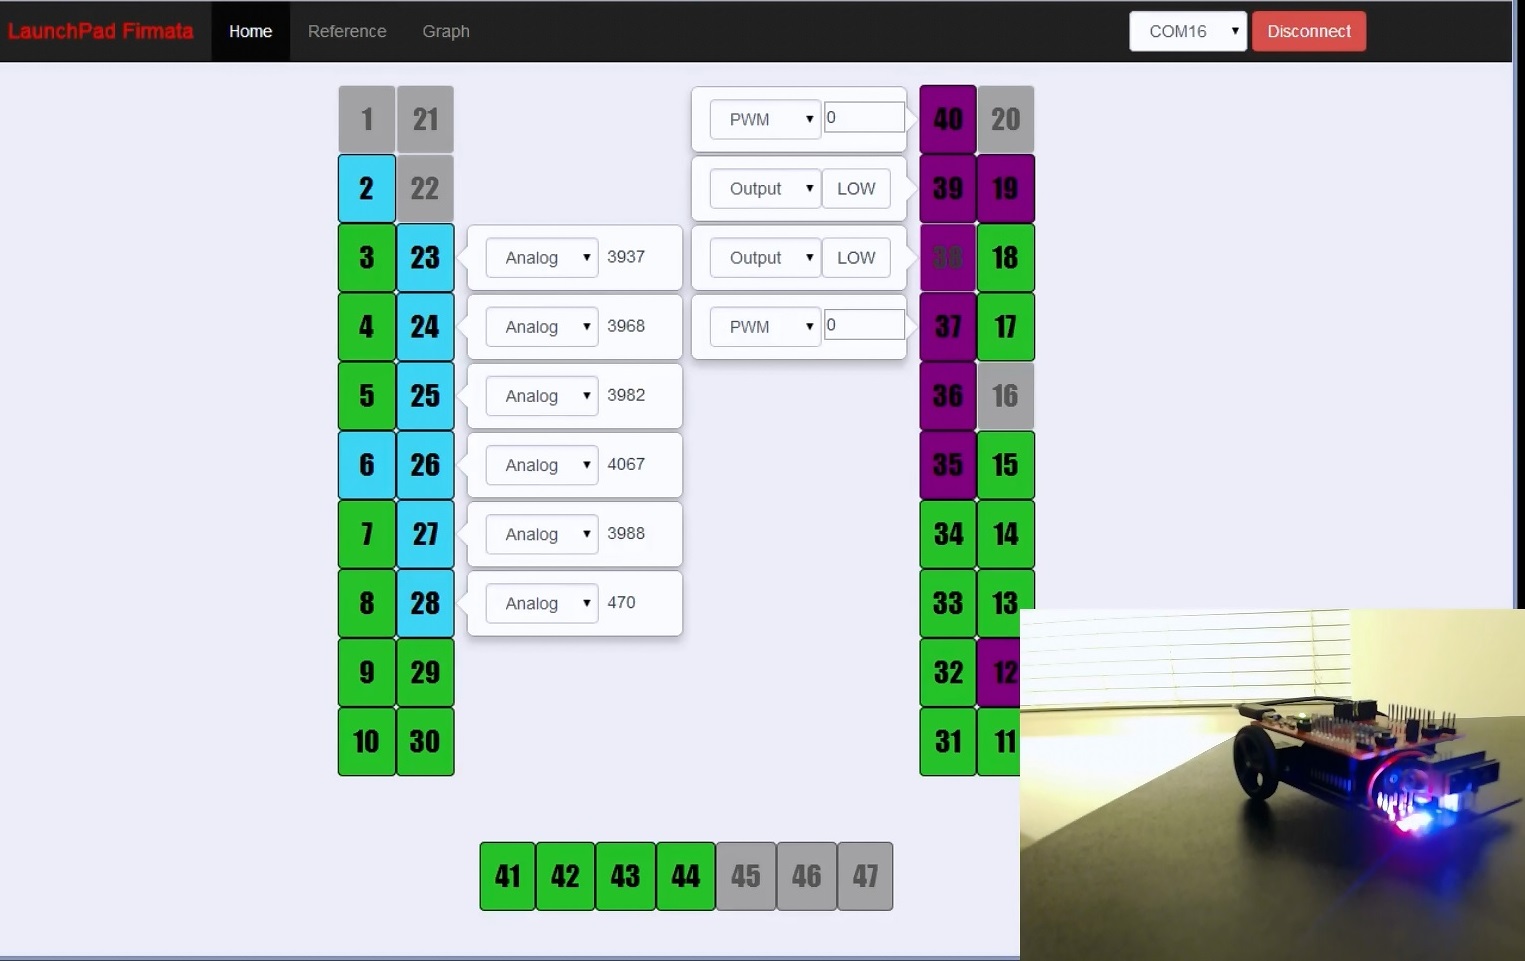 LaunchPad Firmata Home Reference Graph COM16 Disconnect
1 21 PWM 0 40 20
2 22 Output LOW 39 19
3 23 Analog 3937 Output LOW 38 18
4 24 Analog 3968 PWM 0 37 17
5 25 Analog 3982 36 16
6 26 Analog 4067 35 15
7 27 Analog 3988 34 14
8 28 Analog 470 33 13
9 29 32 12
10 30 31 11
41 42 43 44 45 46 47